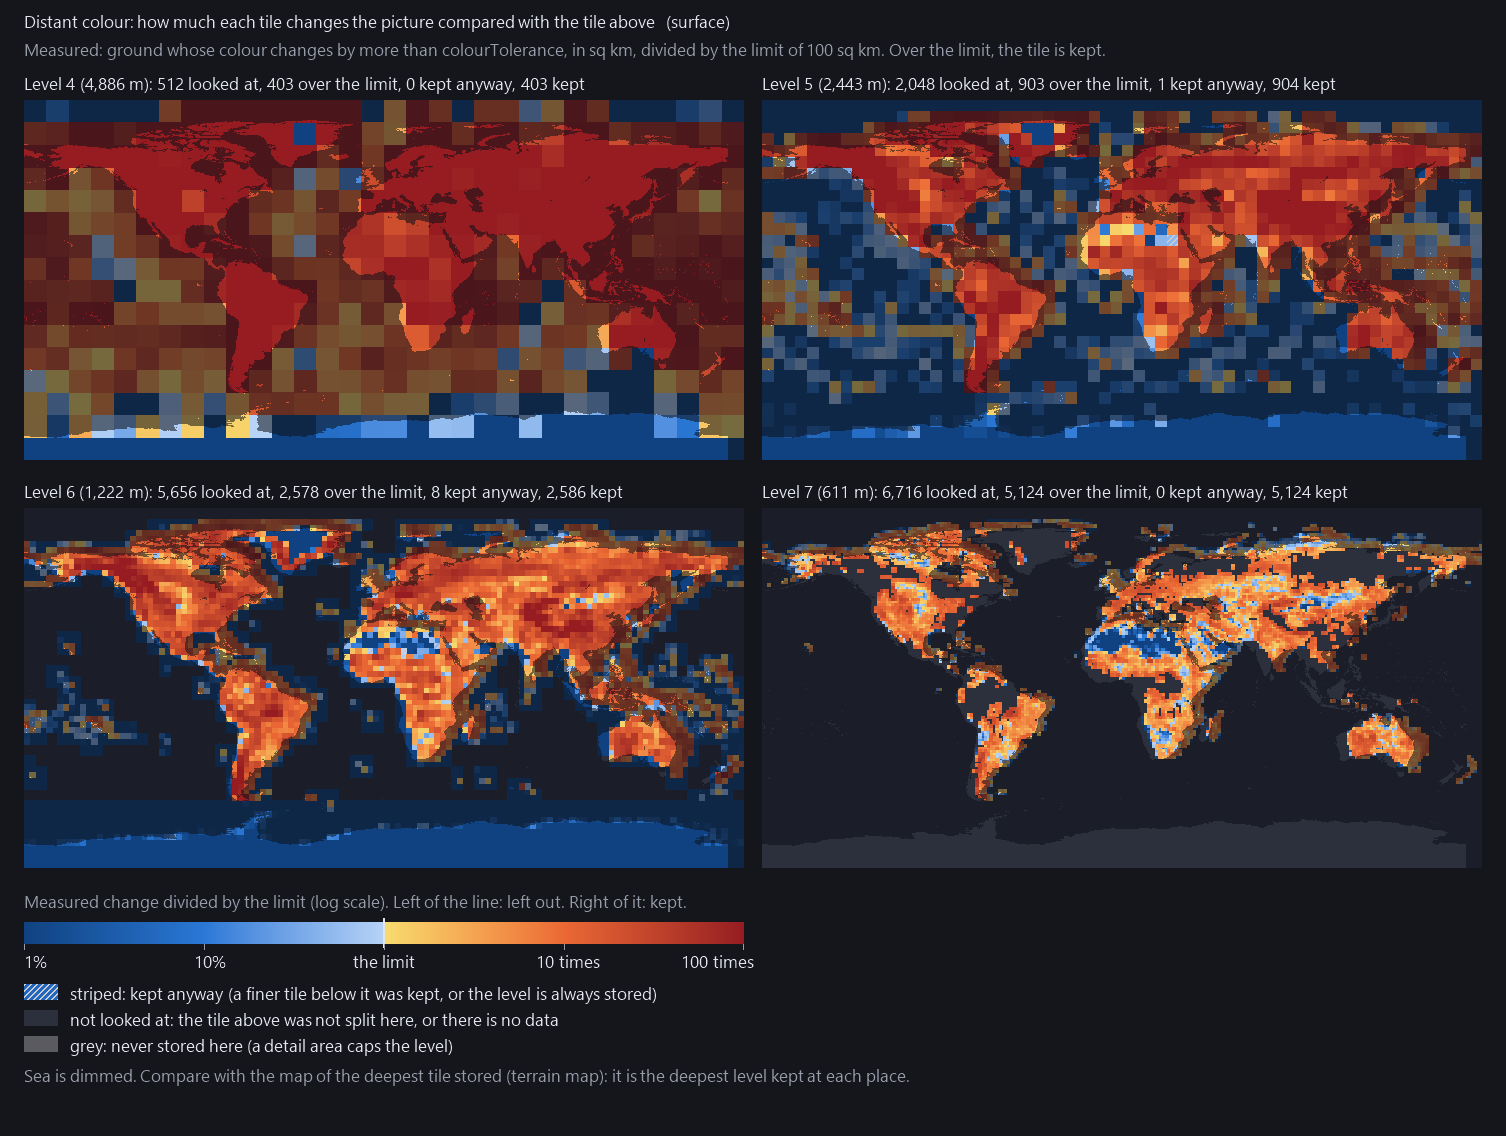 Distant colour: how much each tile changes the picture compared with the tile above (surface)
Measured: ground whose colour changes by more than colourTolerance, in sq km, divided by the limit of 100 sq km. Over the limit, the tile is kept.
Level 4 (4,886 m): 512 looked at, 403 over the limit, 0 kept anyway, 403 kept
Level 5 (2,443 m): 2,048 looked at, 903 over the limit, 1 kept anyway, 904 kept
Level 6 (1,222 m): 5,656 looked at, 2,578 over the limit, 8 kept anyway, 2,586 kept
Level 7 (611 m): 6,716 looked at, 5,124 over the limit, 0 kept anyway, 5,124 kept
Measured change divided by the limit (log scale). Left of the line: left out. Right of it: kept.
1% 10% the limit 10 times 100 times
striped: kept anyway (a finer tile below it was kept, or the level is always stored)
not looked at: the tile above was not split here, or there is no data
grey: never stored here (a detail area caps the level)
Sea is dimmed. Compare with the map of the deepest tile stored (terrain map): it is the deepest level kept at each place.